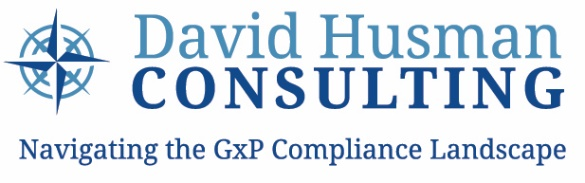 David Husman
CONSULTING
Navigating the GxP Compliance Landscape